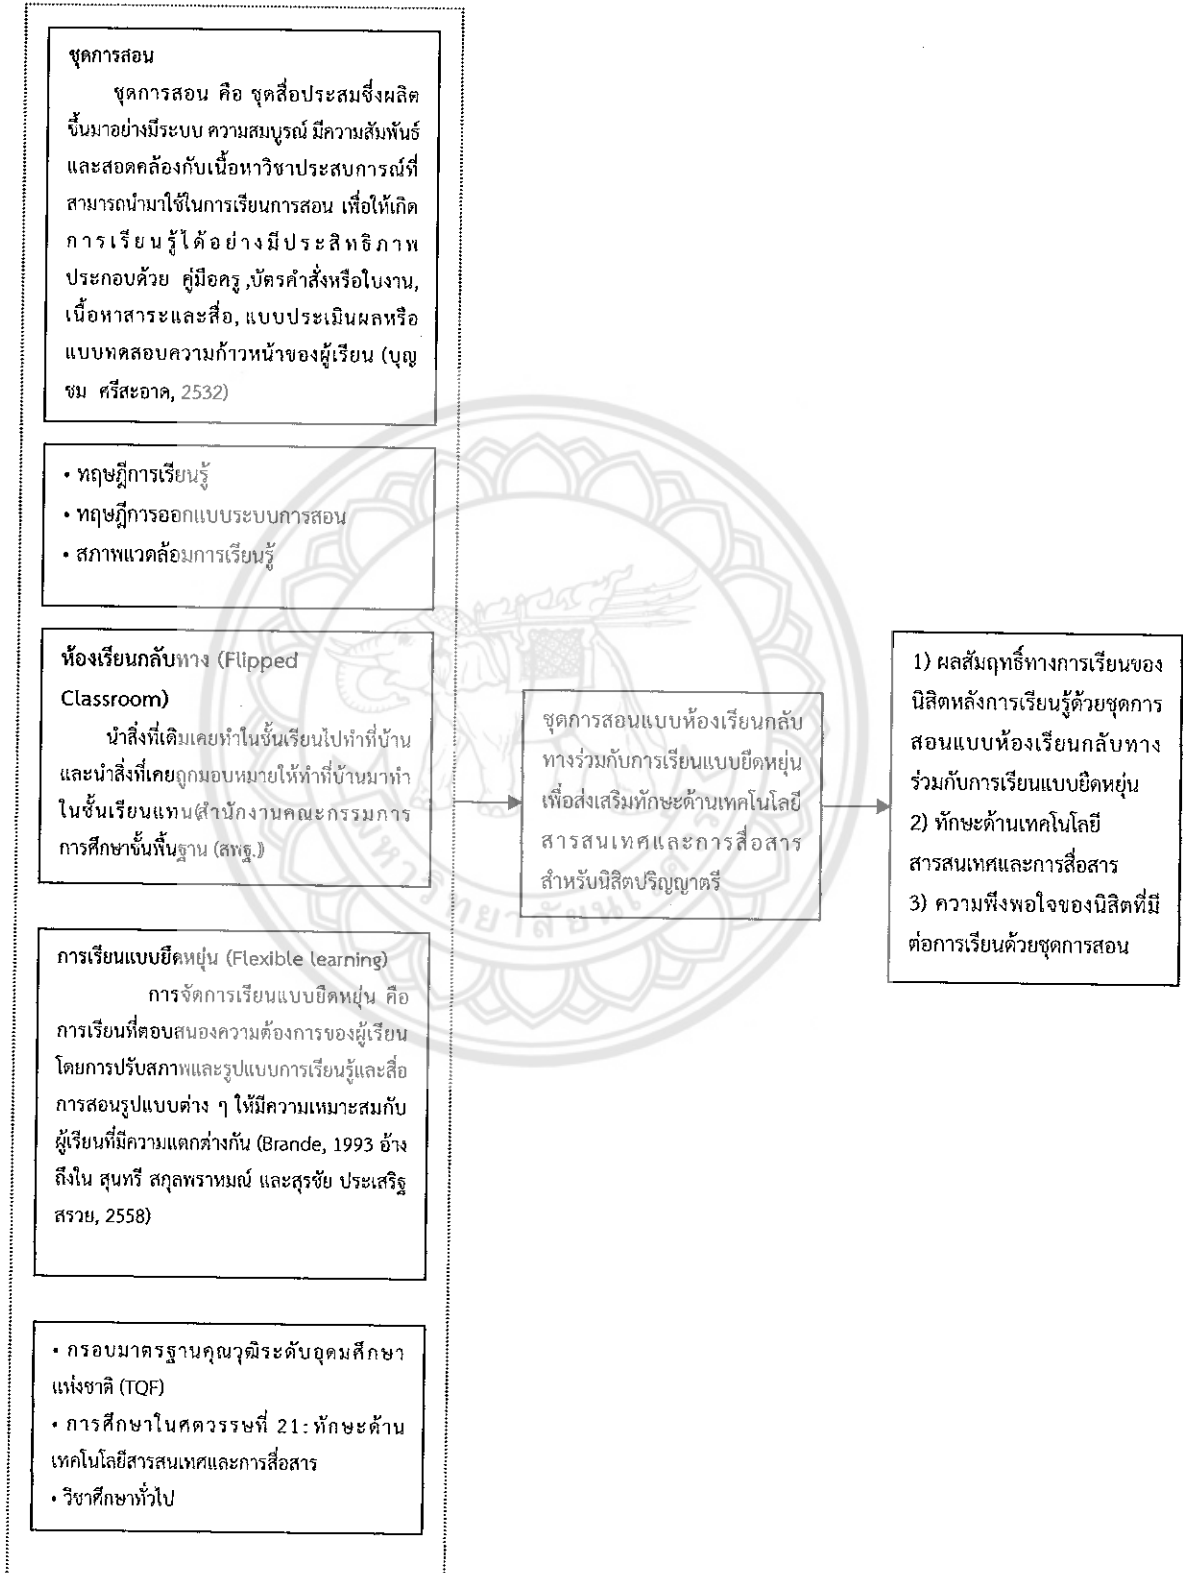 ชุดการสอน
ชุดการสอน คือ ชุดสื่อประสมซึ่งผลิต
ขึ้นมาอย่างมีระบบ ความสมบูรณ์ มีความสัมพันธ์
และสอดคล้องกับเนื้อหาวิชาประสบการณ์ที่
สามารถนำมาใช้ในการเรียนการสอน เพื่อให้เกิด
การเรียนรู้ได้อย่างมีประสิทธิภาพ
ประกอบด้วย คู่มือครู ,บัตรคำสั่งหรือใบงาน,
เนื้อหาสาระและสื่อ, แบบประเมินผลหรือ
แบบทดสอบความก้าวหน้าของผู้เรียน (บุญ
ชม ศรีสะอาด, 2532)
• ทฤษฎีการเรียนรู้
• ทฤษฎีการออกแบบระบบการสอน
• สภาพแวดล้อมการเรียนรู้
ห้องเรียนกลับทาง (Flipped
Classroom)
นำสิ่งที่เดิมเคยทำในชั้นเรียนไปทำที่บ้าน
และนำสิ่งที่เคยถูกมอบหมายให้ทำที่บ้านมาทำ
ในชั้นเรียนแทน(สำนักงานคณะกรรมการ
การศึกษาขั้นพื้นฐาน (สพฐ.))
การเรียนแบบยืดหยุ่น (Flexible learning)
การจัดการเรียนแบบยืดหยุ่น คือ
การเรียนที่ตอบสนองความต้องการของผู้เรียน
โดยการปรับสภาพและรูปแบบการเรียนรู้และสื่อ
การสอนรูปแบบต่าง ๆ ให้มีความเหมาะสมกับ
ผู้เรียนที่มีความแตกต่างกัน (Brande, 1993 อ้าง
ถึงใน สุนทรี สกุลพราหมณ์ และสุรชัย ประเสริฐ
สรวย, 2558)
• กรอบมาตรฐานคุณวุฒิระดับอุดมศึกษา
แห่งชาติ (TQF)
• การศึกษาในศตวรรษที่ 21: ทักษะด้าน
เทคโนโลยีสารสนเทศและการสื่อสาร
• วิชาศึกษาทั่วไป
ชุดการสอนแบบห้องเรียนกลับ
ทางร่วมกับการเรียนแบบยืดหยุ่น
เพื่อส่งเสริมทักษะด้านเทคโนโลยี
สารสนเทศและการสื่อสาร
สำหรับนิสิตปริญญาตรี
1) ผลสัมฤทธิ์ทางการเรียนของ
นิสิตหลังการเรียนรู้ด้วยชุดการ
สอนแบบห้องเรียนกลับทาง
ร่วมกับการเรียนแบบยืดหยุ่น
2) ทักษะด้านเทคโนโลยี
สารสนเทศและการสื่อสาร
3) ความพึงพอใจของนิสิตที่มี
ต่อการเรียนด้วยชุดการสอน